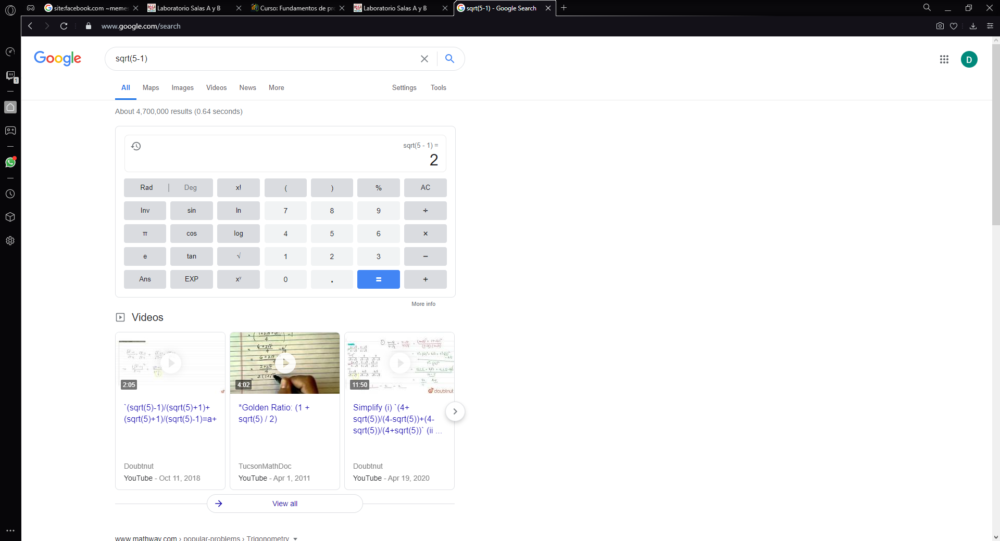 site:facebook.com ~memes
Laboratorio Salas A y B
Curso: Fundamentos de pr
Laboratorio Salas A y B
sqrt(5-1) - Google Search
www.google.com/search
1
Google
sqrt(5-1)
D
All Maps Images Videos News More Settings Tools
About 4,700,000 results (0.64 seconds)
sqrt(5 - 1) =
2
Rad | Deg x! ( ) % AC
Inv sin ln 7 8 9 ÷
π cos log 4 5 6 ×
e tan √ 1 2 3 −
Ans EXP xʸ 0 . = +
More info
Videos
2:05
4:02
11:50
doubtnut
`(sqrt(5)-1)/(sqrt(5)+1)+
(sqrt(5)+1)/(sqrt(5)-1)=a+
Doubtnut
YouTube - Oct 11, 2018
*Golden Ratio: (1 +
sqrt(5) / 2)
TucsonMathDoc
YouTube - Apr 1, 2011
Simplify (i) `(4+
sqrt(5))/(4-sqrt(5))+(4-
sqrt(5))/(4+sqrt(5))` (ii ...
Doubtnut
YouTube - Apr 19, 2020
View all
www.mathway.com › popular-problems › Trigonometry